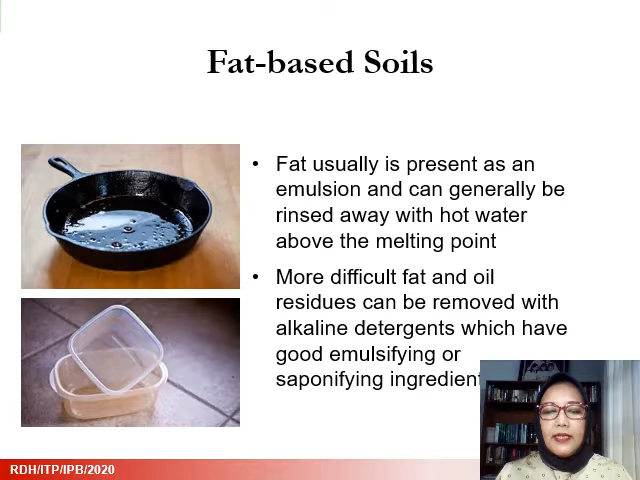 Fat-based Soils
• Fat usually is present as an
emulsion and can generally be
rinsed away with hot water
above the melting point
• More difficult fat and oil
residues can be removed with
alkaline detergents which have
good emulsifying or
saponifying ingredient
RDH/ITP/IPB/2020